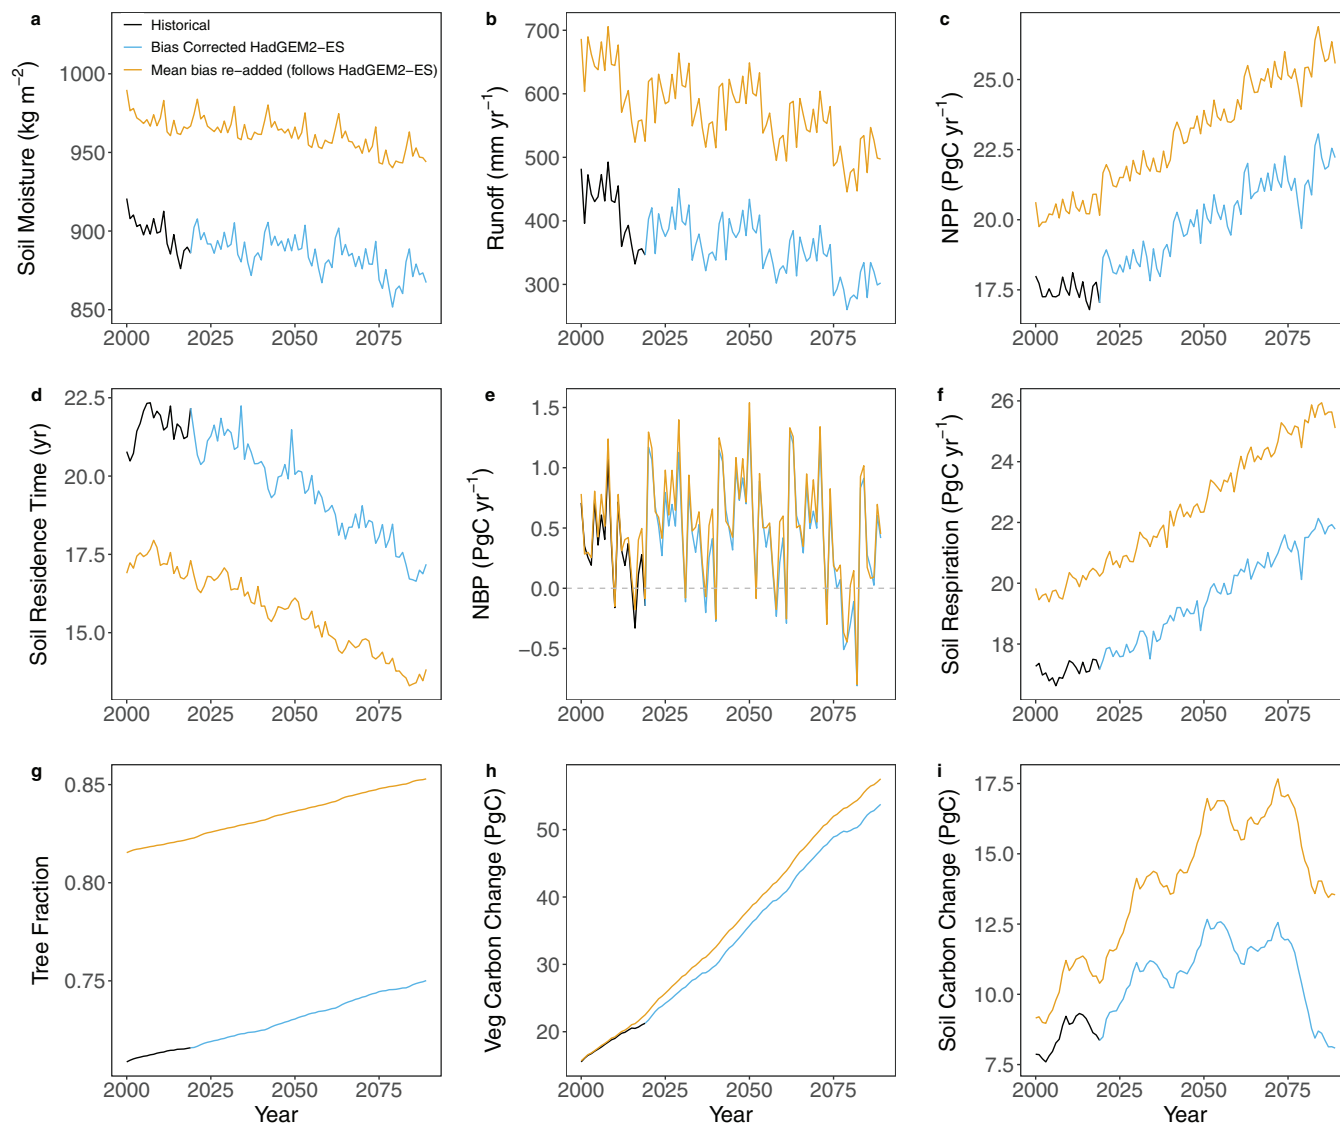 a
Historical
Bias Corrected HadGEM2−ES
Mean bias re−added (follows HadGEM2−ES)
Soil Moisture (kg m−2)
1000
950
900
850
2000 2025 2050 2075
b
Runoff (mm yr−1)
700
600
500
400
300
2000 2025 2050 2075
c
NPP (PgC yr−1)
25.0
22.5
20.0
17.5
2000 2025 2050 2075
d
Soil Residence Time (yr)
22.5
20.0
17.5
15.0
2000 2025 2050 2075
e
NBP (PgC yr−1)
1.5
1.0
0.5
0.0
−0.5
2000 2025 2050 2075
f
Soil Respiration (PgC yr−1)
26
24
22
20
18
2000 2025 2050 2075
g
Tree Fraction
0.85
0.80
0.75
2000 2025 2050 2075
Year
h
Veg Carbon Change (PgC)
50
40
30
20
2000 2025 2050 2075
Year
i
Soil Carbon Change (PgC)
17.5
15.0
12.5
10.0
7.5
2000 2025 2050 2075
Year